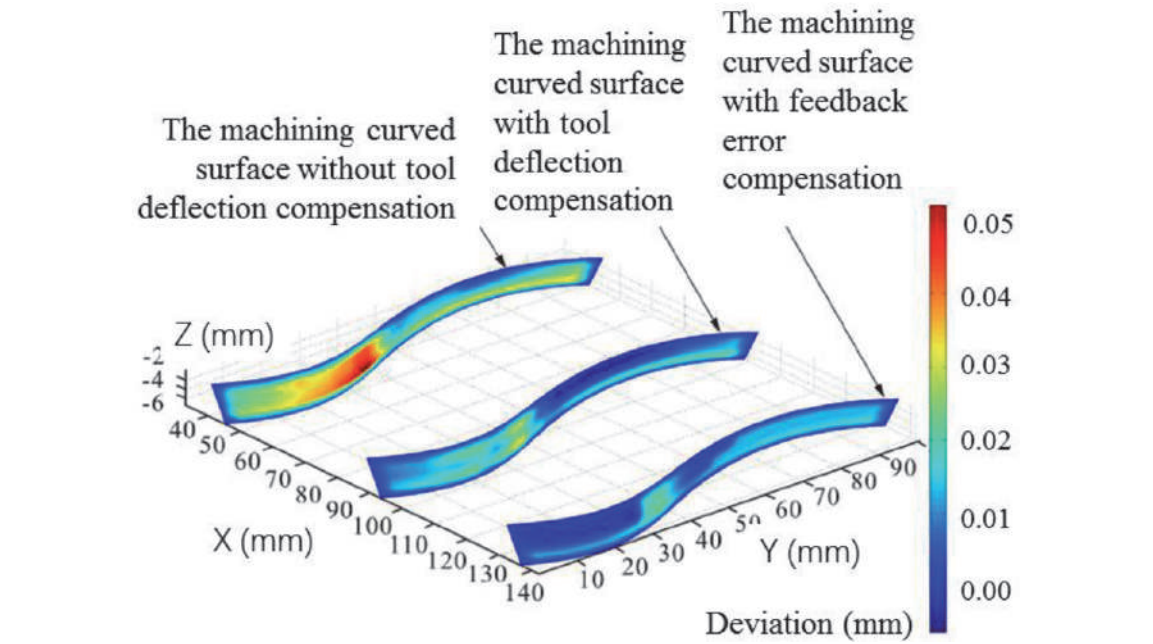 The machining curved
surface without tool
deflection compensation
The machining
curved surface
with tool
deflection
compensation
The machining
curved surface
with feedback
error
compensation
0.05
0.04
0.03
0.02
0.01
0.00
Deviation (mm)
Z (mm)
-2
-4
-6
40
50
60
70
80
90
100
110
120
130
140
X (mm)
10
20
30
40
60
70
80
90
Y (mm)